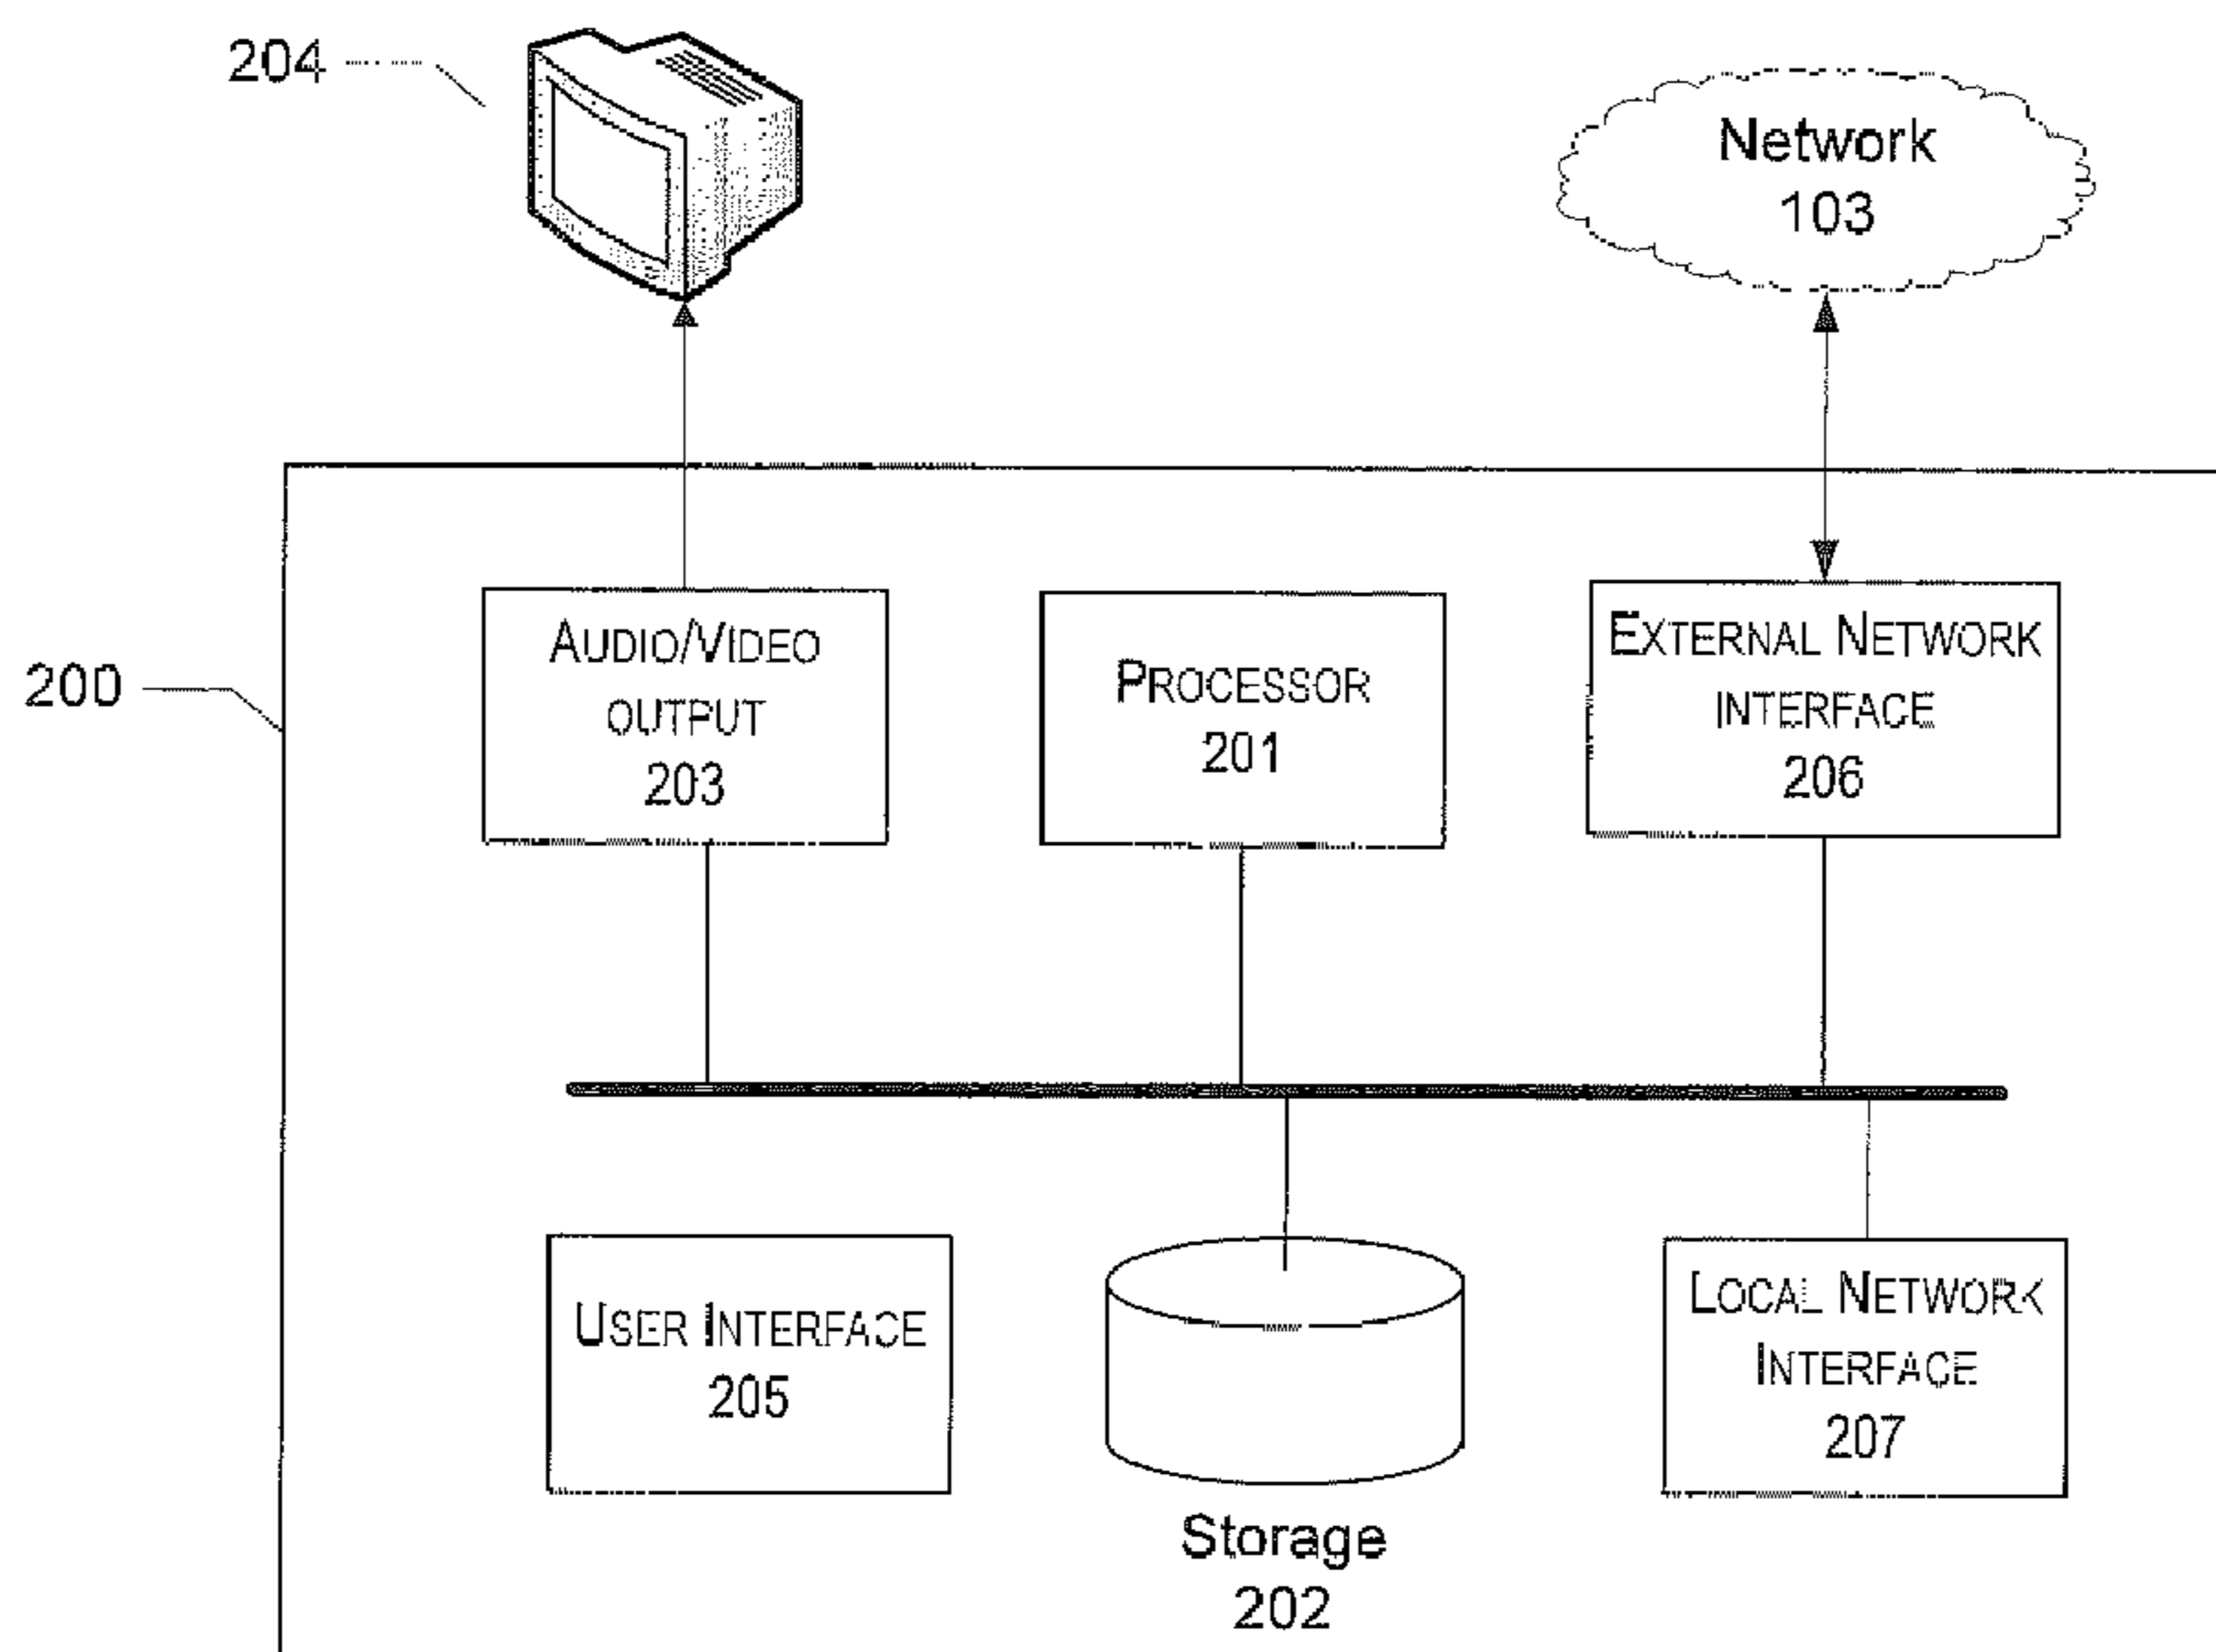 204
Network
103
200
AUDIO/VIDEO
OUTPUT
203
PROCESSOR
201
EXTERNAL NETWORK
INTERFACE
206
USER INTERFACE
205
Storage
202
LOCAL NETWORK
INTERFACE
207